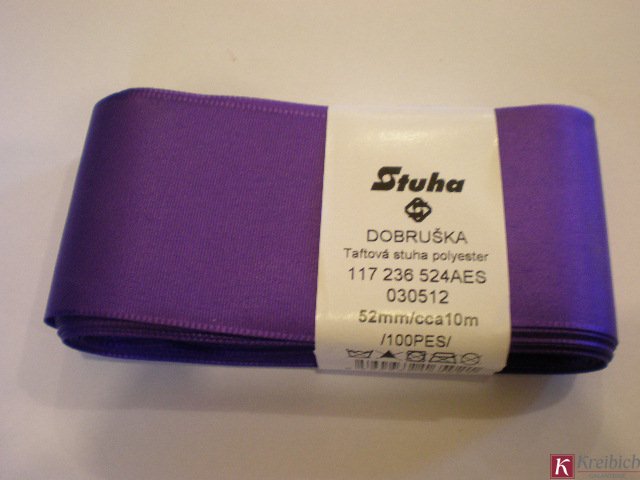 Stuha
DOBRUŠKA
Taftová stuha polyester
117 236 524AES
030512
52mm/cca10m
/100PES/
K Kreibich